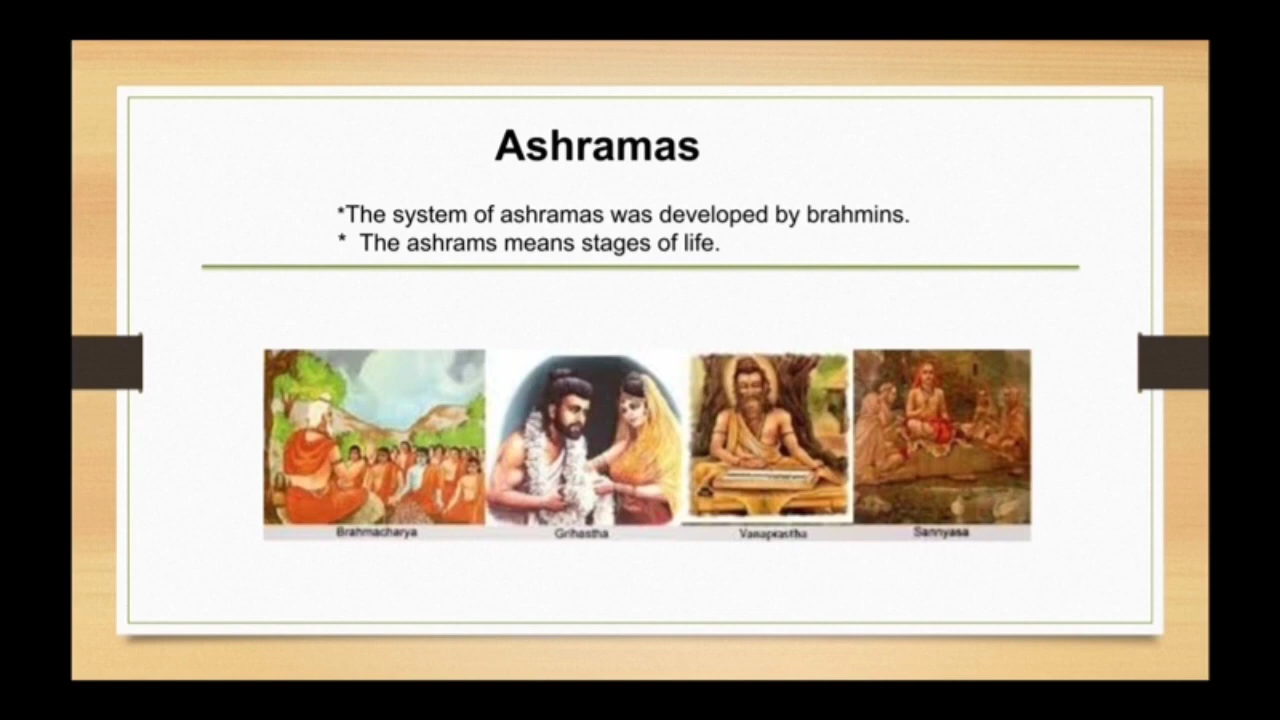 Ashramas
*The system of ashramas was developed by brahmins.
* The ashrams means stages of life.
Brahmacharya Grihastha Vanaprastha Sannyasa